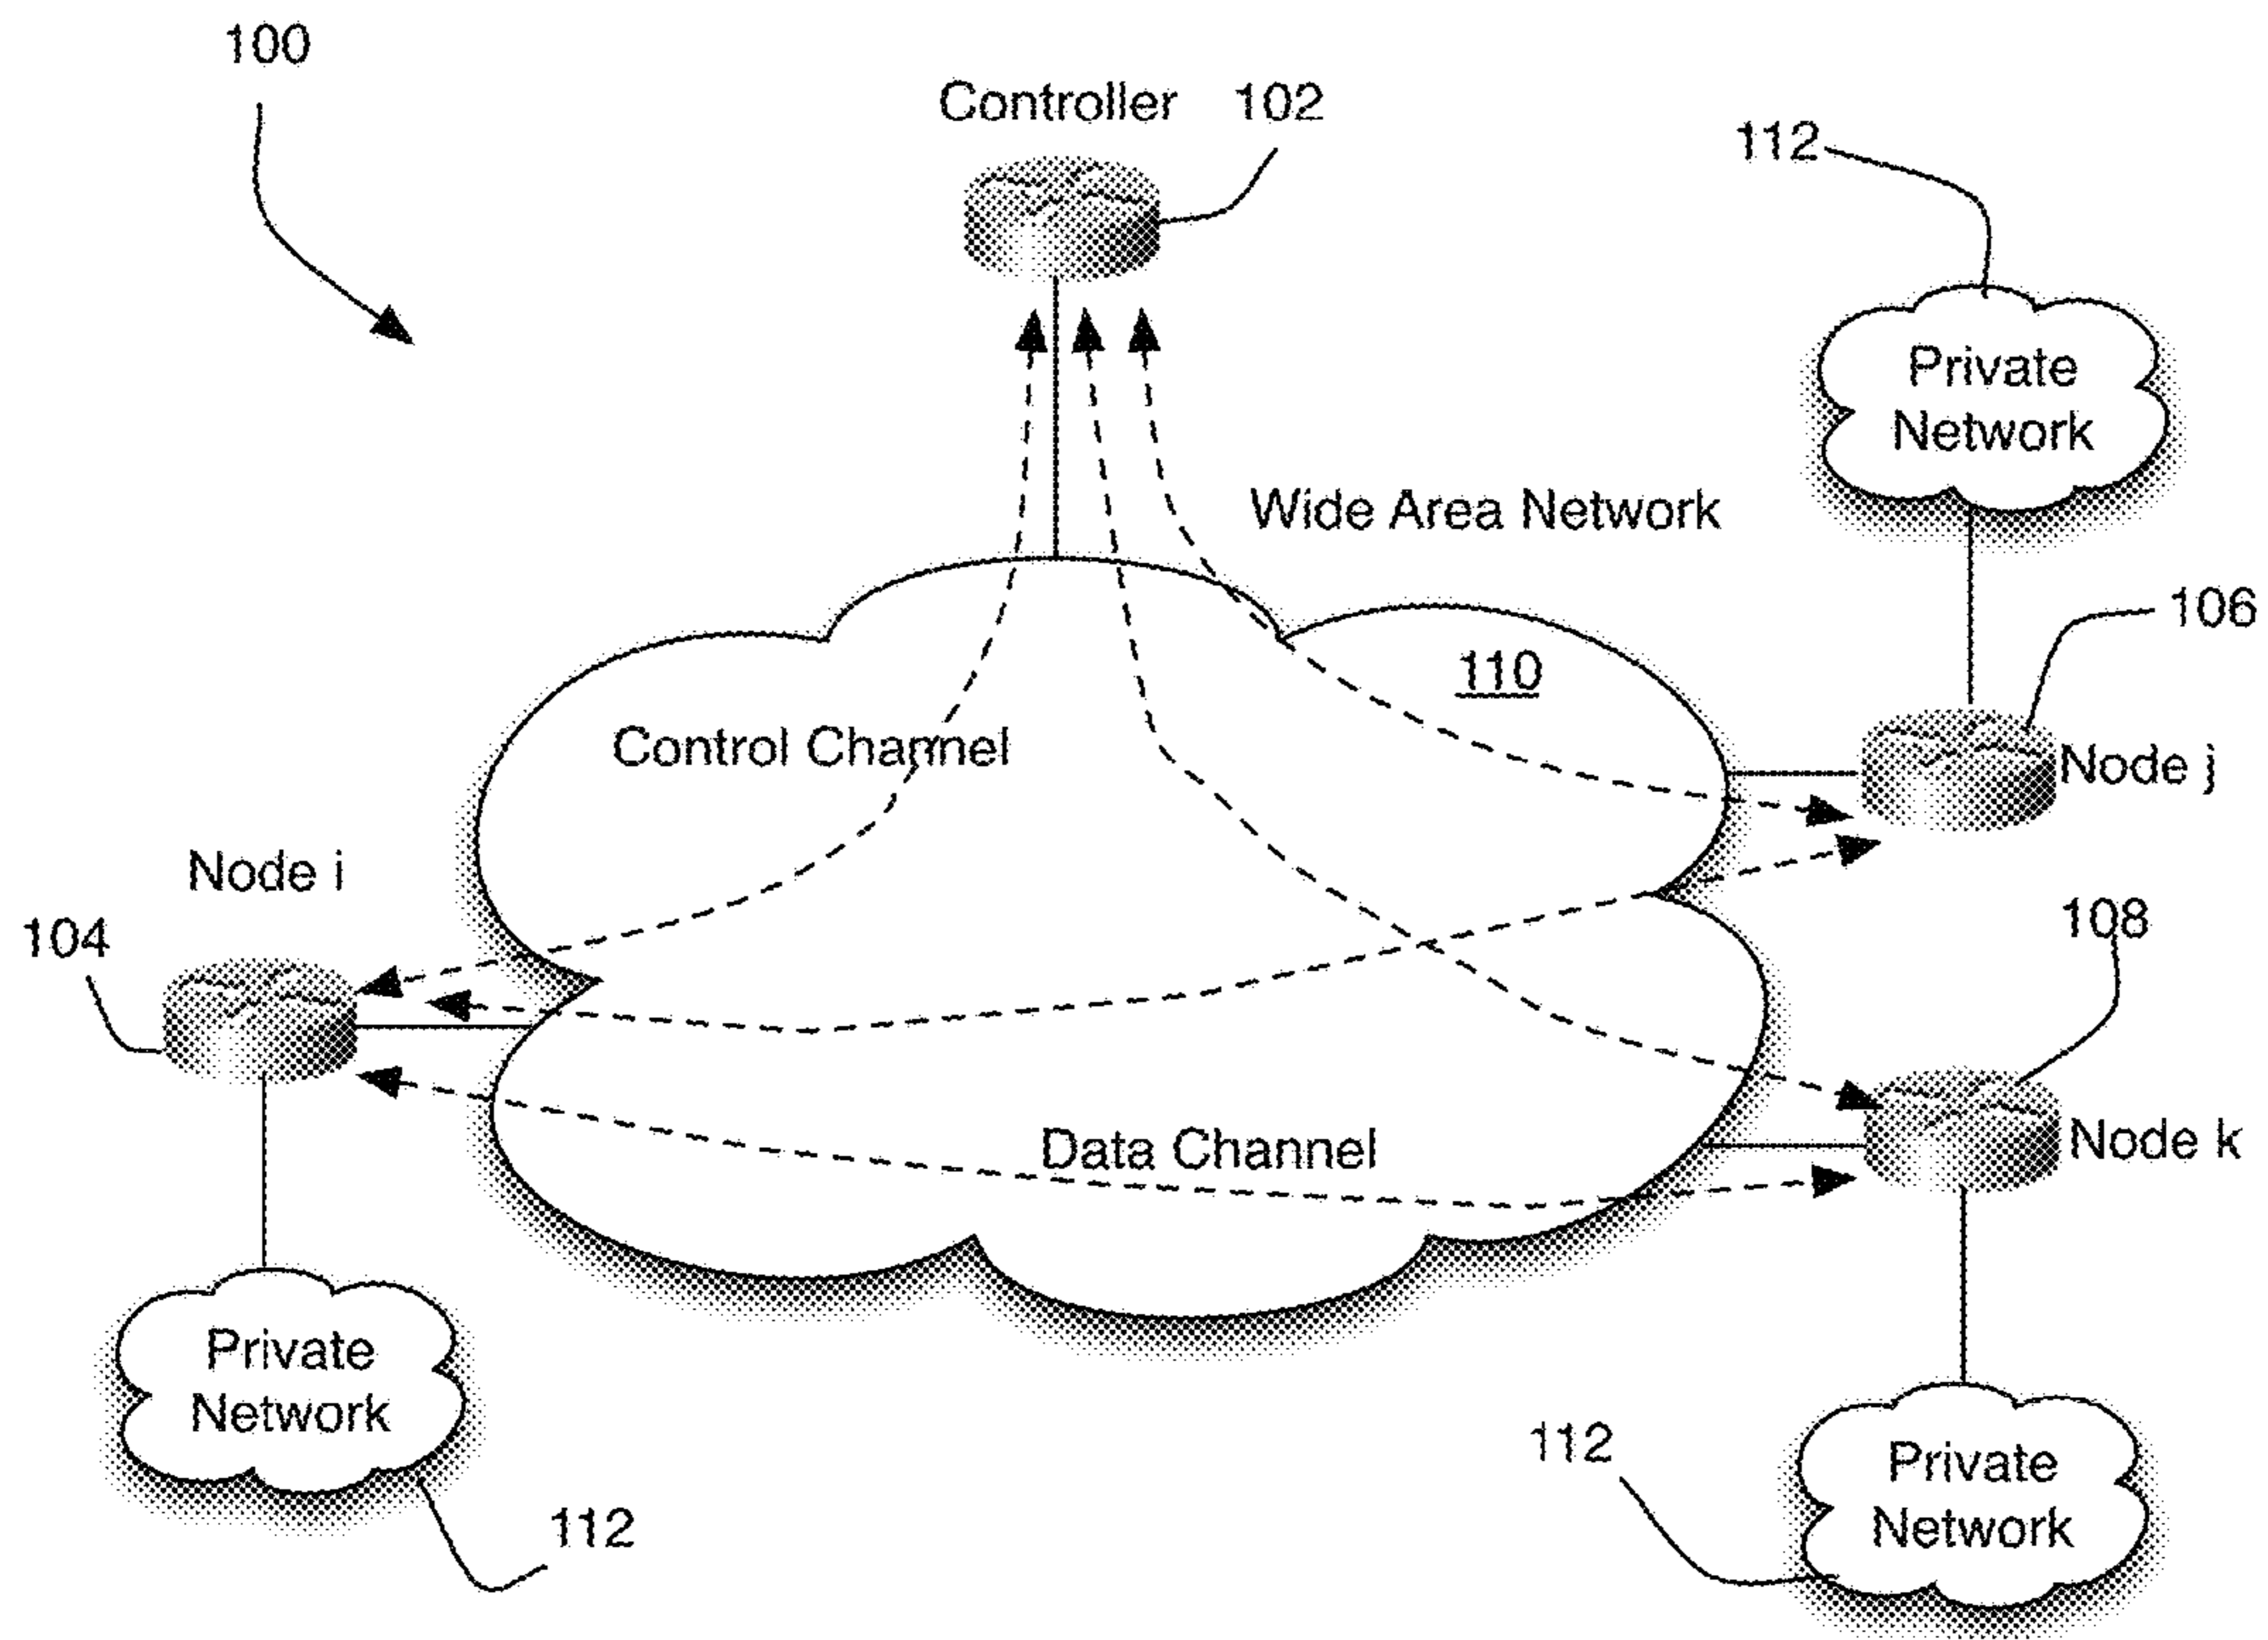 100
Controller 102
112
Private
Network
Wide Area Network
106
110
Control Channel
Node j
Node i
104
108
Data Channel
Node k
Private
Network
112
112
Private
Network